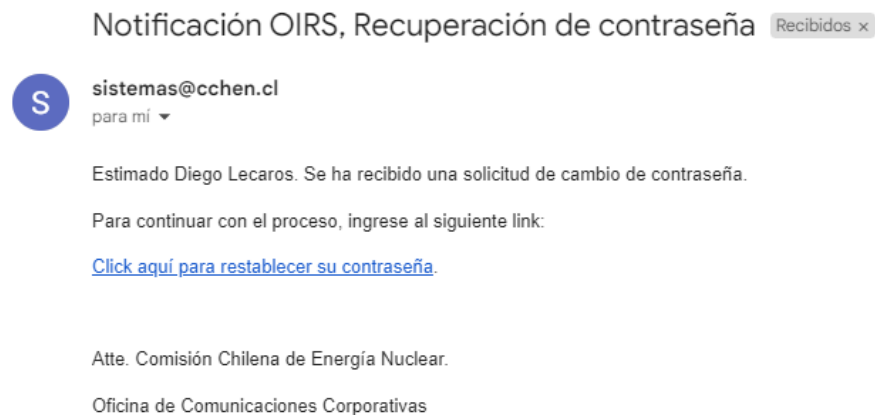 Notificación OIRS, Recuperación de contraseña Recibidos x
S
sistemas@cchen.cl
para mí
Estimado Diego Lecaros. Se ha recibido una solicitud de cambio de contraseña.
Para continuar con el proceso, ingrese al siguiente link:
Click aquí para restablecer su contraseña.
Atte. Comisión Chilena de Energía Nuclear.
Oficina de Comunicaciones Corporativas